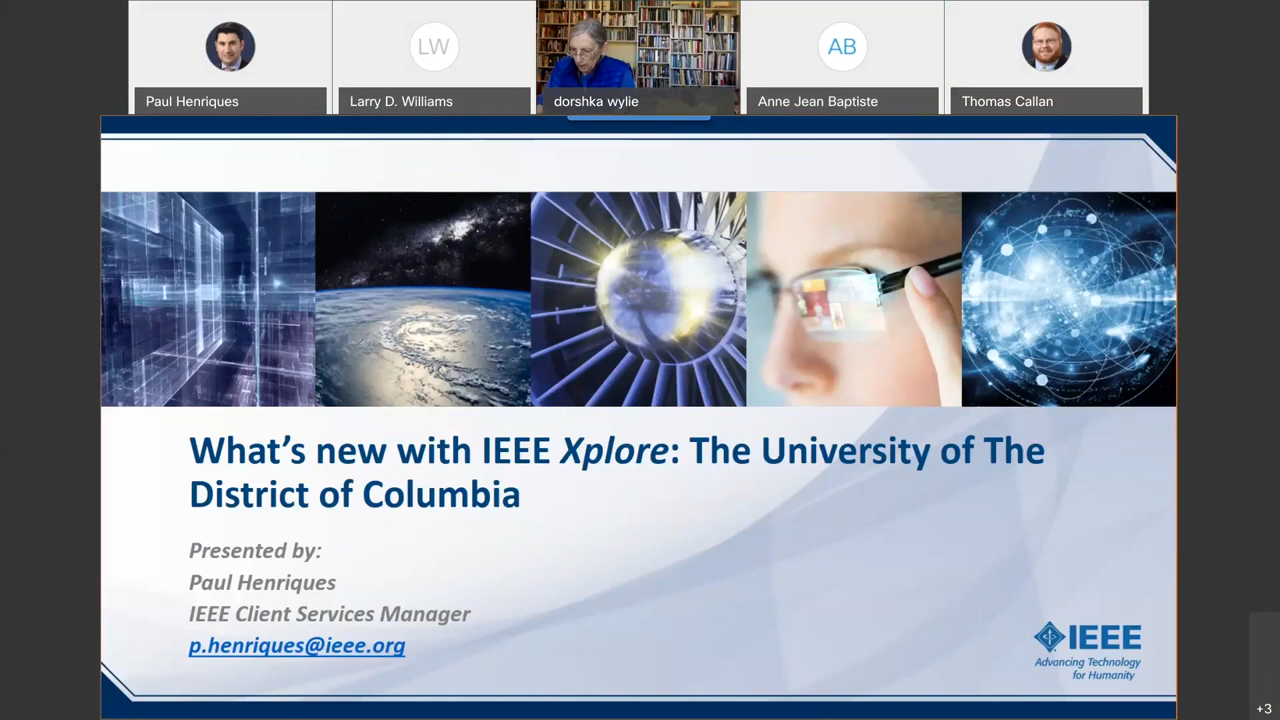 LW
AB
Paul Henriques
Larry D. Williams
dorshka wylie
Anne Jean Baptiste
Thomas Callan
What's new with IEEE Xplore: The University of The
District of Columbia
Presented by:
Paul Henriques
IEEE Client Services Manager
p.henriques@ieee.org
IEEE
Advancing Technology
for Humanity
+3